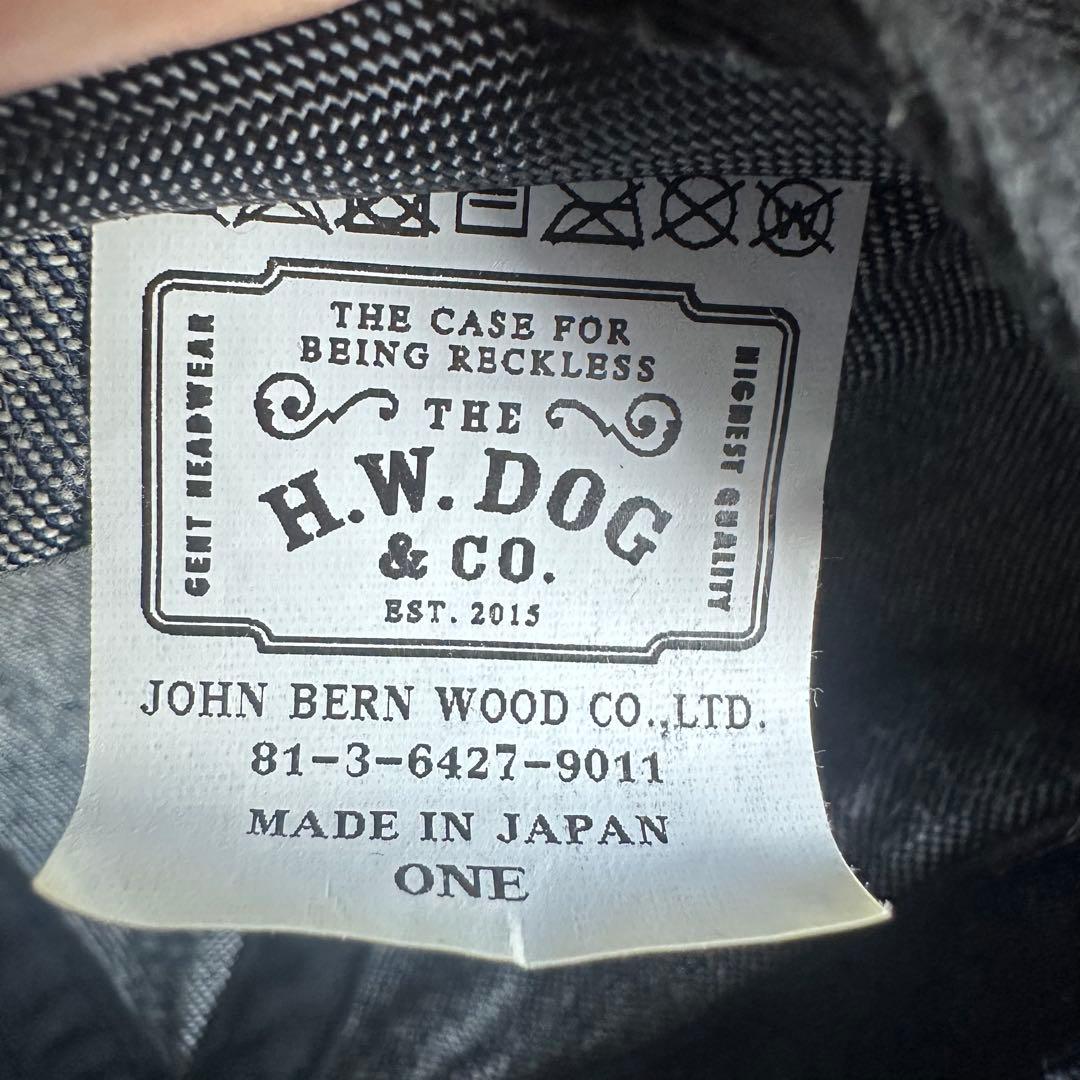 THE CASE FOR
BEING RECKLESS
THE
H.W. DOG
& CO.
EST. 2015
GENT HEADWEAR
HIGHEST QUALITY
JOHN BERN WOOD CO.,LTD.
81-3-6427-9011
MADE IN JAPAN
ONE
W